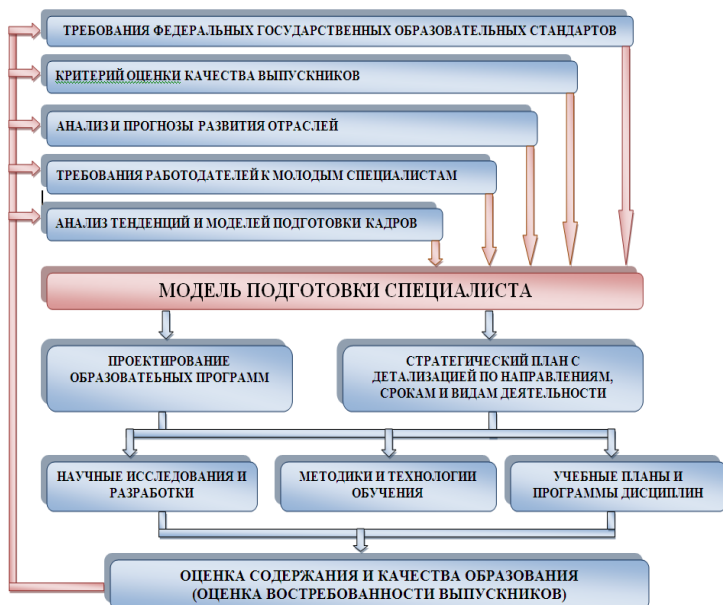 ТРЕБОВАНИЯ ФЕДЕРАЛЬНЫХ ГОСУДАРСТВЕННЫХ ОБРАЗОВАТЕЛЬНЫХ СТАНДАРТОВ
КРИТЕРИЙ ОЦЕНКИ КАЧЕСТВА ВЫПУСКНИКОВ
АНАЛИЗ И ПРОГНОЗЫ РАЗВИТИЯ ОТРАСЛЕЙ
ТРЕБОВАНИЯ РАБОТОДАТЕЛЕЙ К МОЛОДЫМ СПЕЦИАЛИСТАМ
АНАЛИЗ ТЕНДЕНЦИЙ И МОДЕЛЕЙ ПОДГОТОВКИ КАДРОВ
МОДЕЛЬ ПОДГОТОВКИ СПЕЦИАЛИСТА
ПРОЕКТИРОВАНИЕ
ОБРАЗОВАТЕЬНЫХ ПРОГРАММ
СТРАТЕГИЧЕСКИЙ ПЛАН С
ДЕТАЛИЗАЦИЕЙ ПО НАПРАВЛЕНИЯМ,
СРОКАМ И ВИДАМ ДЕЯТЕЛЬНОСТИ
НАУЧНЫЕ ИССЛЕДОВАНИЯ И
РАЗРАБОТКИ
МЕТОДИКИ И ТЕХНОЛОГИИ
ОБУЧЕНИЯ
УЧЕБНЫЕ ПЛАНЫ И
ПРОГРАММЫ ДИСЦИПЛИН
ОЦЕНКА СОДЕРЖАНИЯ И КАЧЕСТВА ОБРАЗОВАНИЯ
(ОЦЕНКА ВОСТРЕБОВАННОСТИ ВЫПУСКНИКОВ)